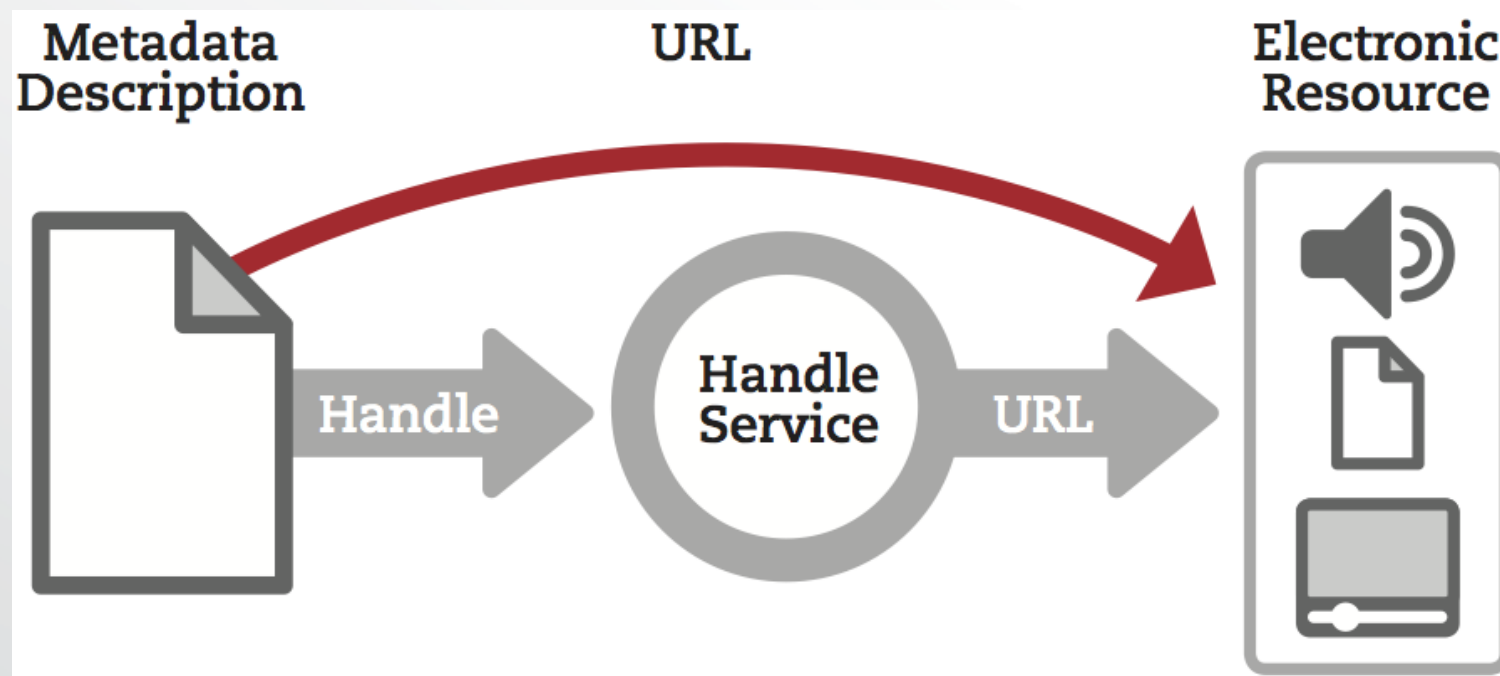 Metadata
Description
URL
Electronic
Resource
Handle
Handle
Service
URL